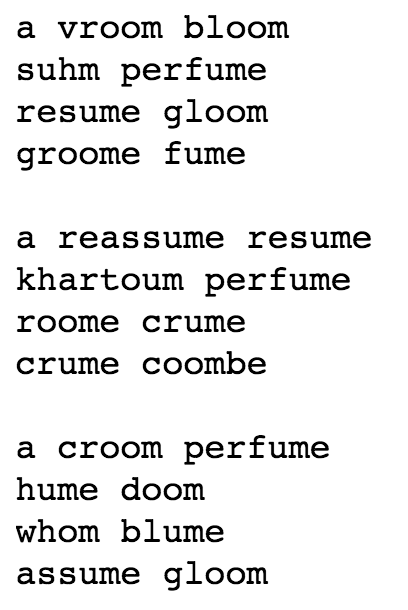 a vroom bloom
suhm perfume
resume gloom
groome fume

a reassume resume
khartoum perfume
roome crume
crume coombe

a croom perfume
hume doom
whom blume
assume gloom